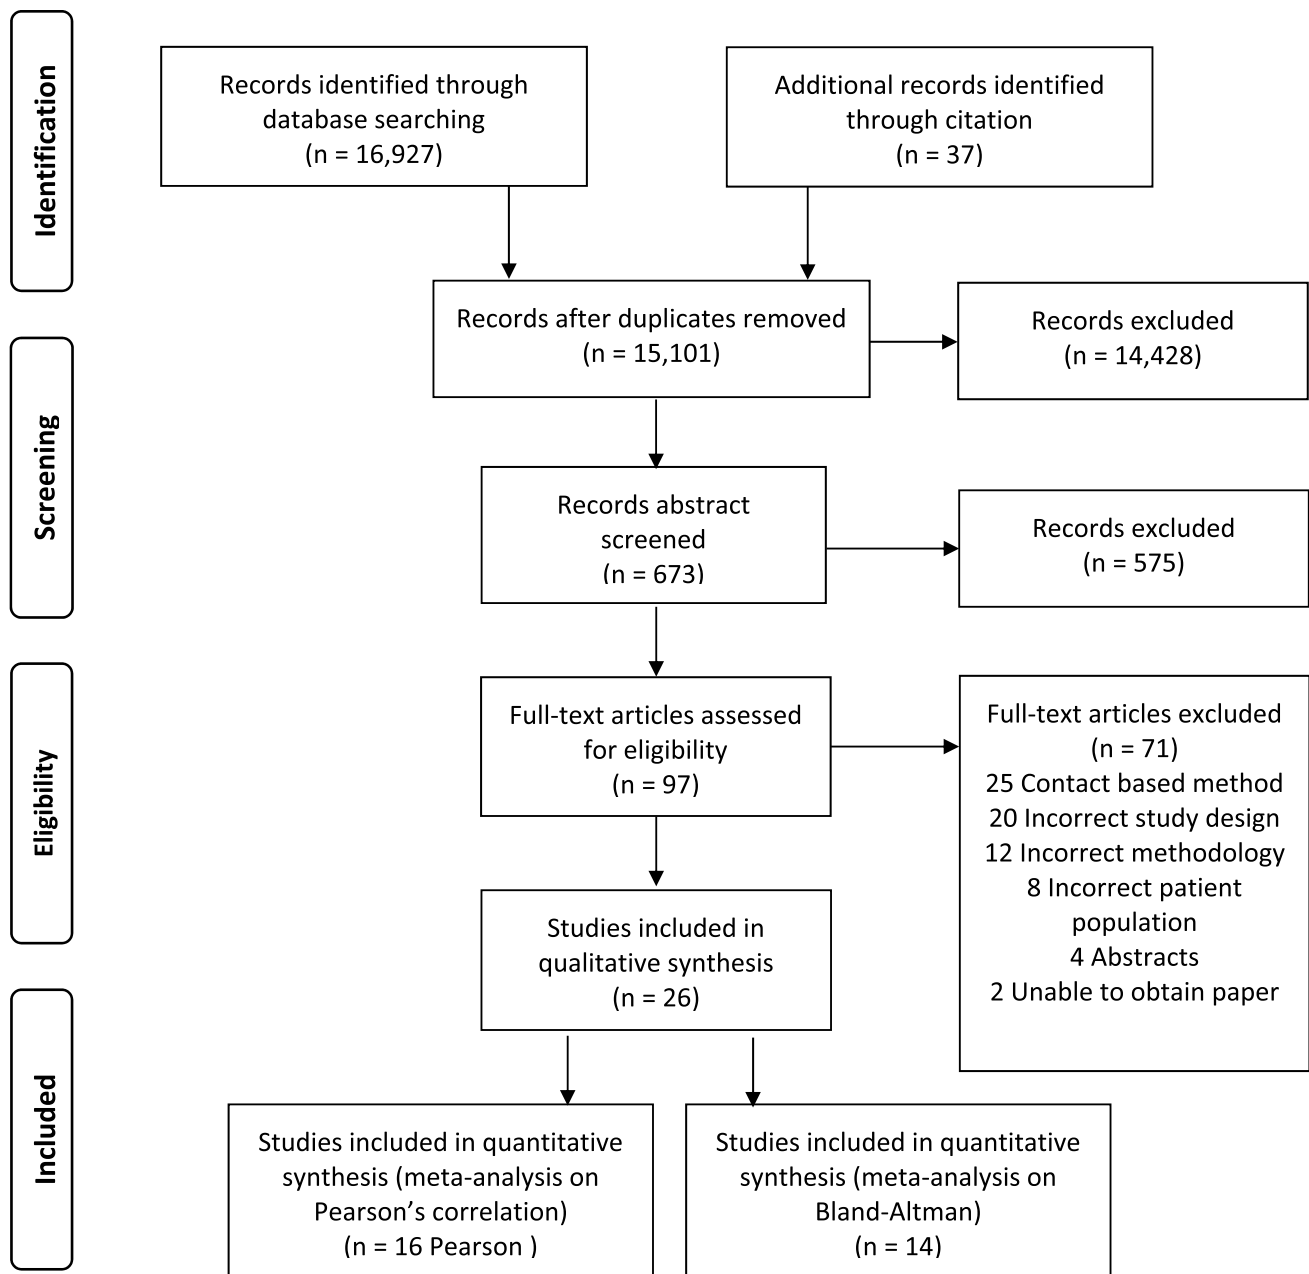 Identification
Records identified through
database searching
(n = 16,927)
Additional records identified
through citation
(n = 37)
Records after duplicates removed
(n = 15,101)
Records excluded
(n = 14,428)
Screening
Records abstract
screened
(n = 673)
Records excluded
(n = 575)
Eligibility
Full-text articles assessed
for eligibility
(n = 97)
Full-text articles excluded
(n = 71)
25 Contact based method
20 Incorrect study design
12 Incorrect methodology
8 Incorrect patient
population
4 Abstracts
2 Unable to obtain paper
Studies included in
qualitative synthesis
(n = 26)
Included
Studies included in quantitative
synthesis (meta-analysis on
Pearson’s correlation)
(n = 16 Pearson )
Studies included in quantitative
synthesis (meta-analysis on
Bland-Altman)
(n = 14)